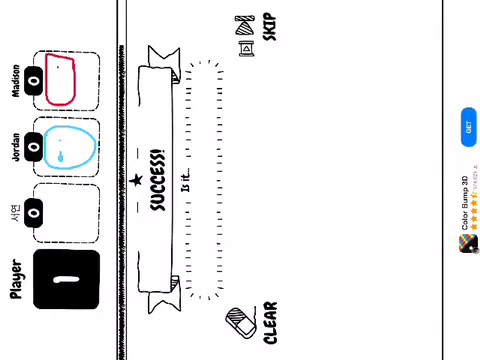 Player
1
서연
0
Jordan
0
Madison
0
SUCCESS!
Is it...
CLEAR
SKIP
Color Bump 3D
GET